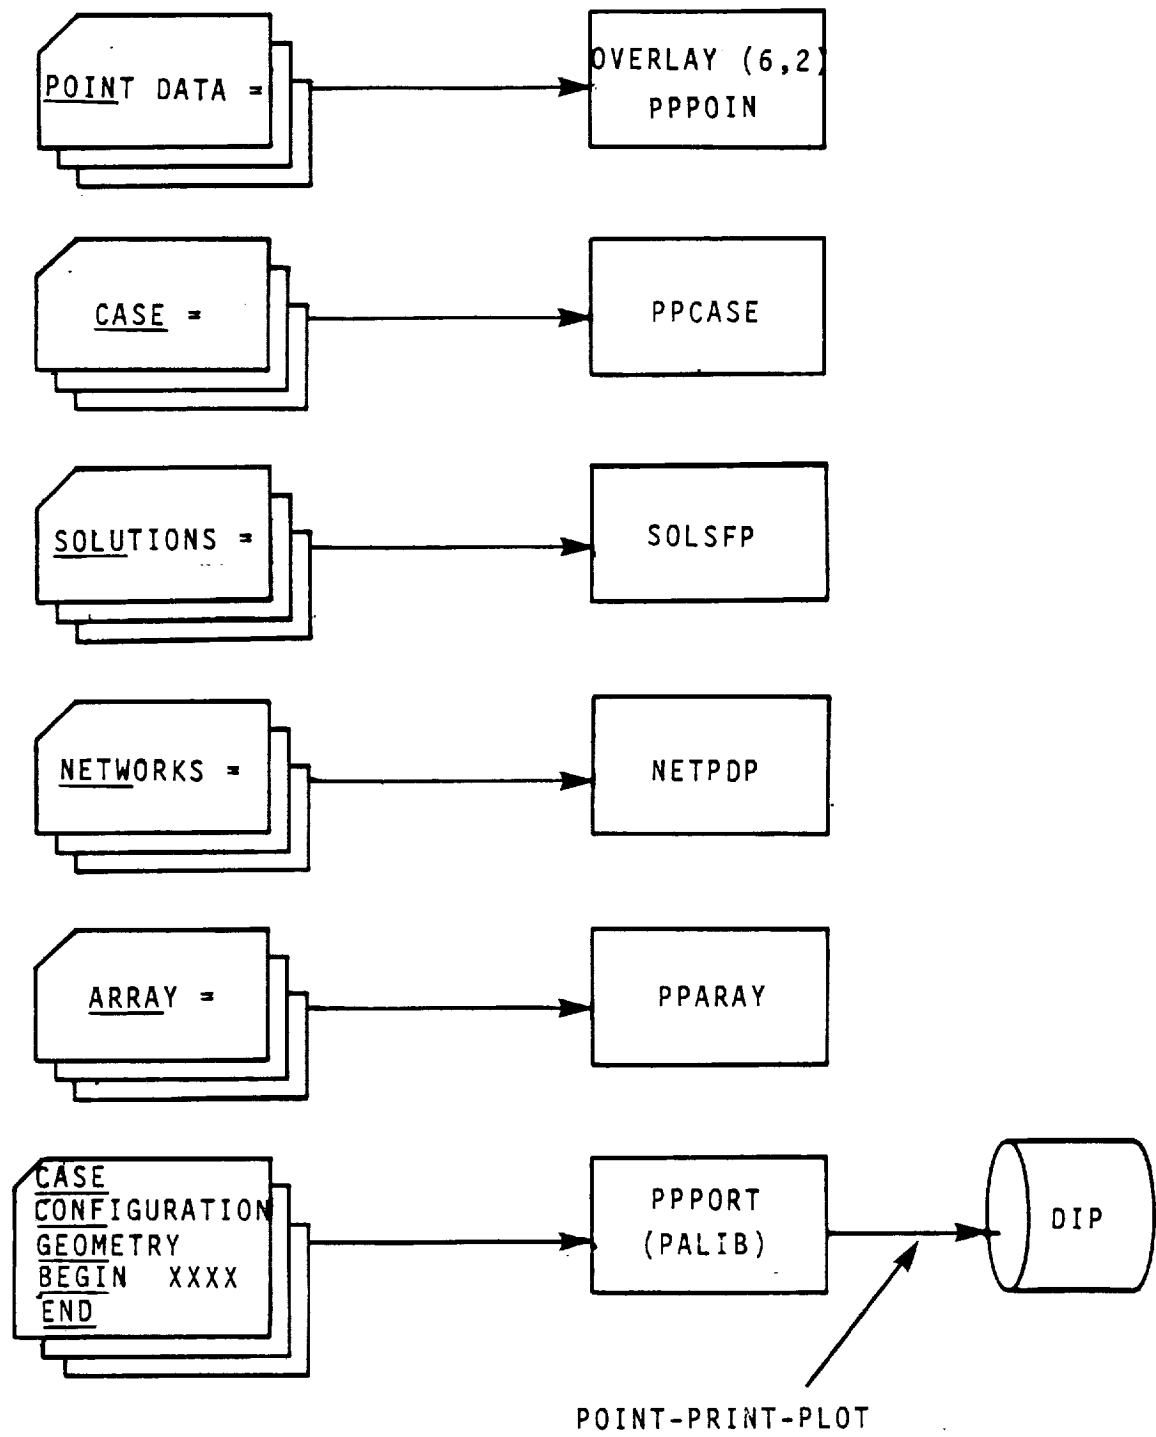 POINT DATA =
OVERLAY (6,2)
PPPOIN
CASE =
PPCASE
SOLUTIONS =
SOLSFP
NETWORKS =
NETPDP
ARRAY =
PPARAY
CASE
CONFIGURATION
GEOMETRY
BEGIN XXXX
END
PPPORT
(PALIB)
DIP
POINT-PRINT-PLOT